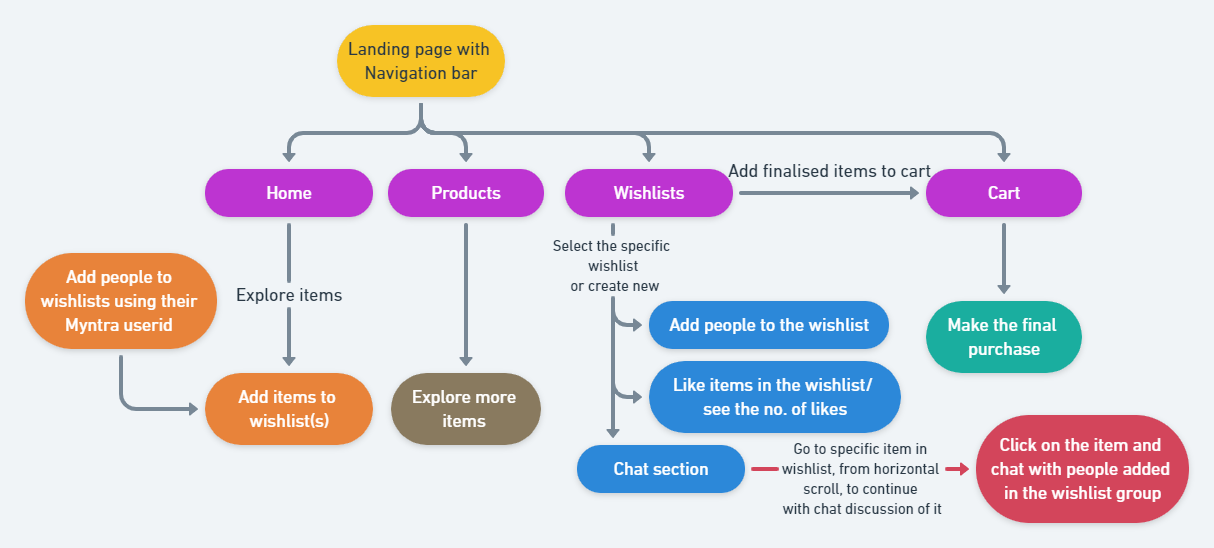 Landing page with
Navigation bar
Home
Products
Wishlists
Add finalised items to cart
Cart
Select the specific
wishlist
or create new
Add people to
wishlists using their
Myntra userid
Explore items
Add people to the wishlist
Make the final
purchase
Add items to
wishlist(s)
Explore more
items
Like items in the wishlist/
see the no. of likes
Chat section
Go to specific item in
wishlist, from horizontal
scroll, to continue
with chat discussion of it
Click on the item and
chat with people added
in the wishlist group